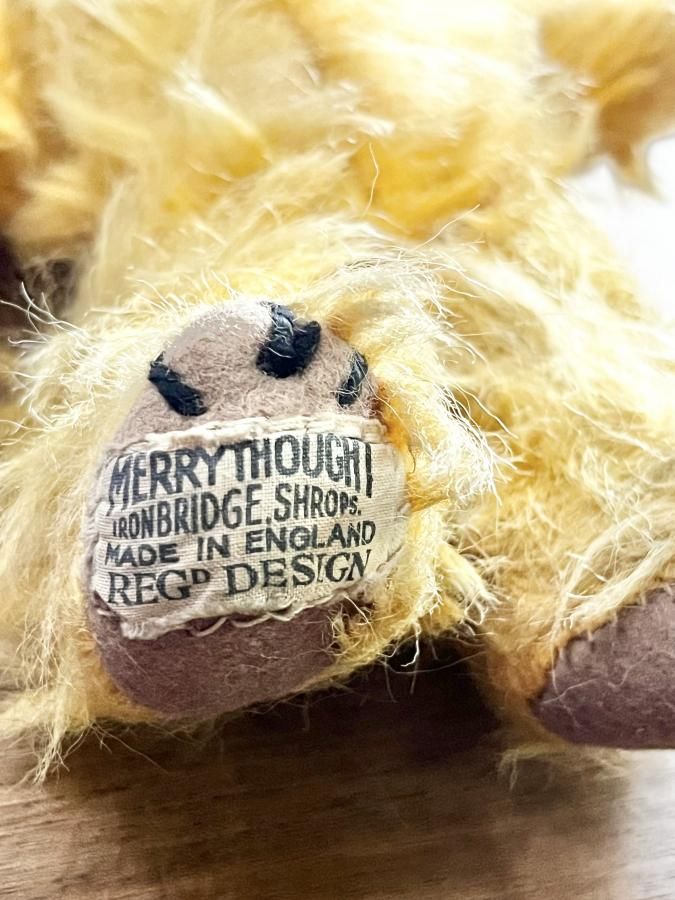 MERRYTHOUGHT
IRONBRIDGE. SHROPS.
MADE IN ENGLAND
REGD DESIGN